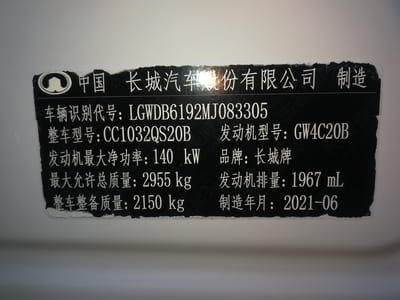 中国 长城汽车股份有限公司 制造
车辆识别代号: LGWDB6192MJ083305
整车型号:CC1032QS20B 发动机型号: GW4C20B
发动机最大净功率: 140 kW 品牌: 长城牌
最大允许总质量: 2955 kg 发动机排量: 1967 mL
整车整备质量: 2150 kg 制造年月: 2021-06